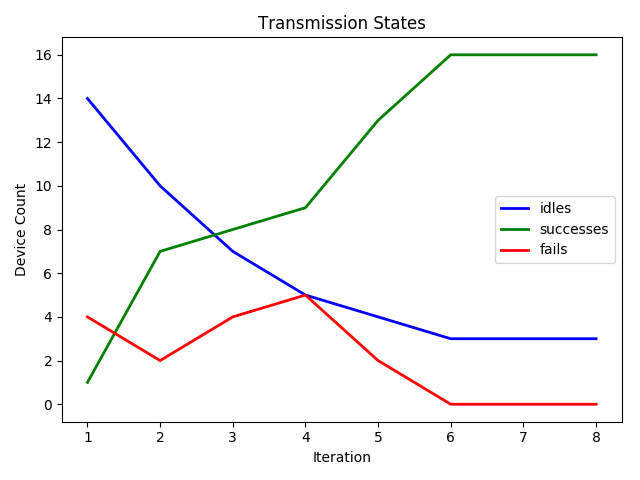 Transmission States
Device Count
16
14
12
10
8
6
4
2
0
idles
successes
fails
1 2 3 4 5 6 7 8
Iteration